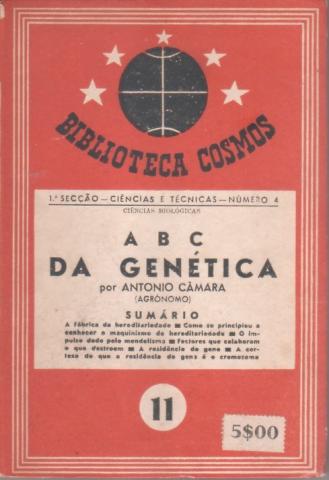 BIBLIOTECA COSMOS
1.ª SECÇÃO — CIÊNCIAS E TÉCNICAS — NÚMERO 4
CIÊNCIAS BIOLÓGICAS
A B C
DA GENÉTICA
por ANTONIO CÂMARA
(AGRÓNOMO)
SUMÁRIO
A fábrica da hereditariedade ■ Como se principiou a
conhecer o maquinismo da hereditariedade ■ O im-
pulso dado pelo mendelismo ■ Factores que colaboram
e que destroem ■ A residência do gene ■ A cer-
teza de que a residência do gens é o cromosoma
11
5$00